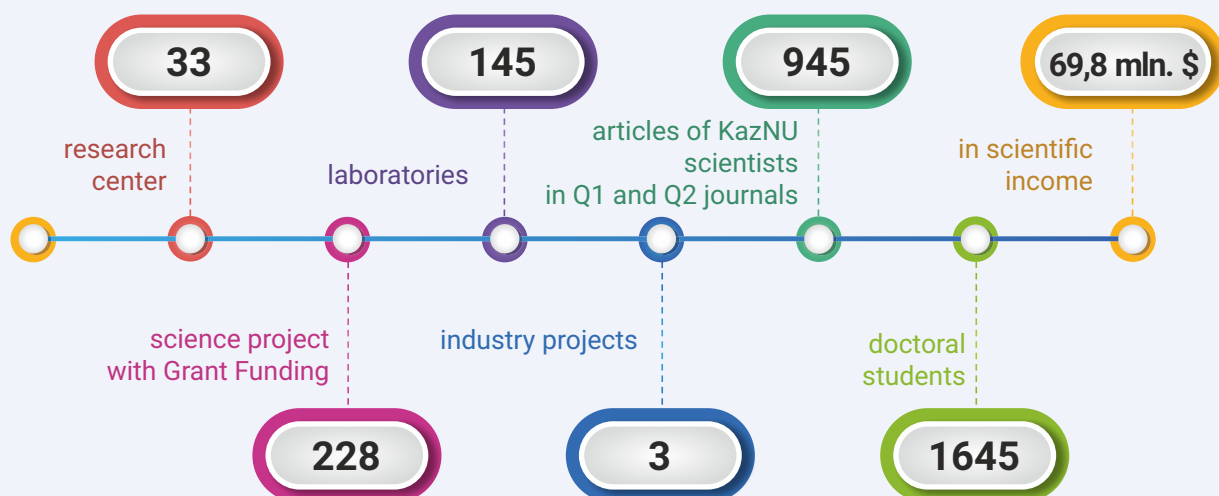 33
research
center
228
science project
with Grant Funding
145
laboratories
3
industry projects
945
articles of KazNU
scientists
in Q1 and Q2 journals
1645
doctoral
students
69,8 mln. $
in scientific
income